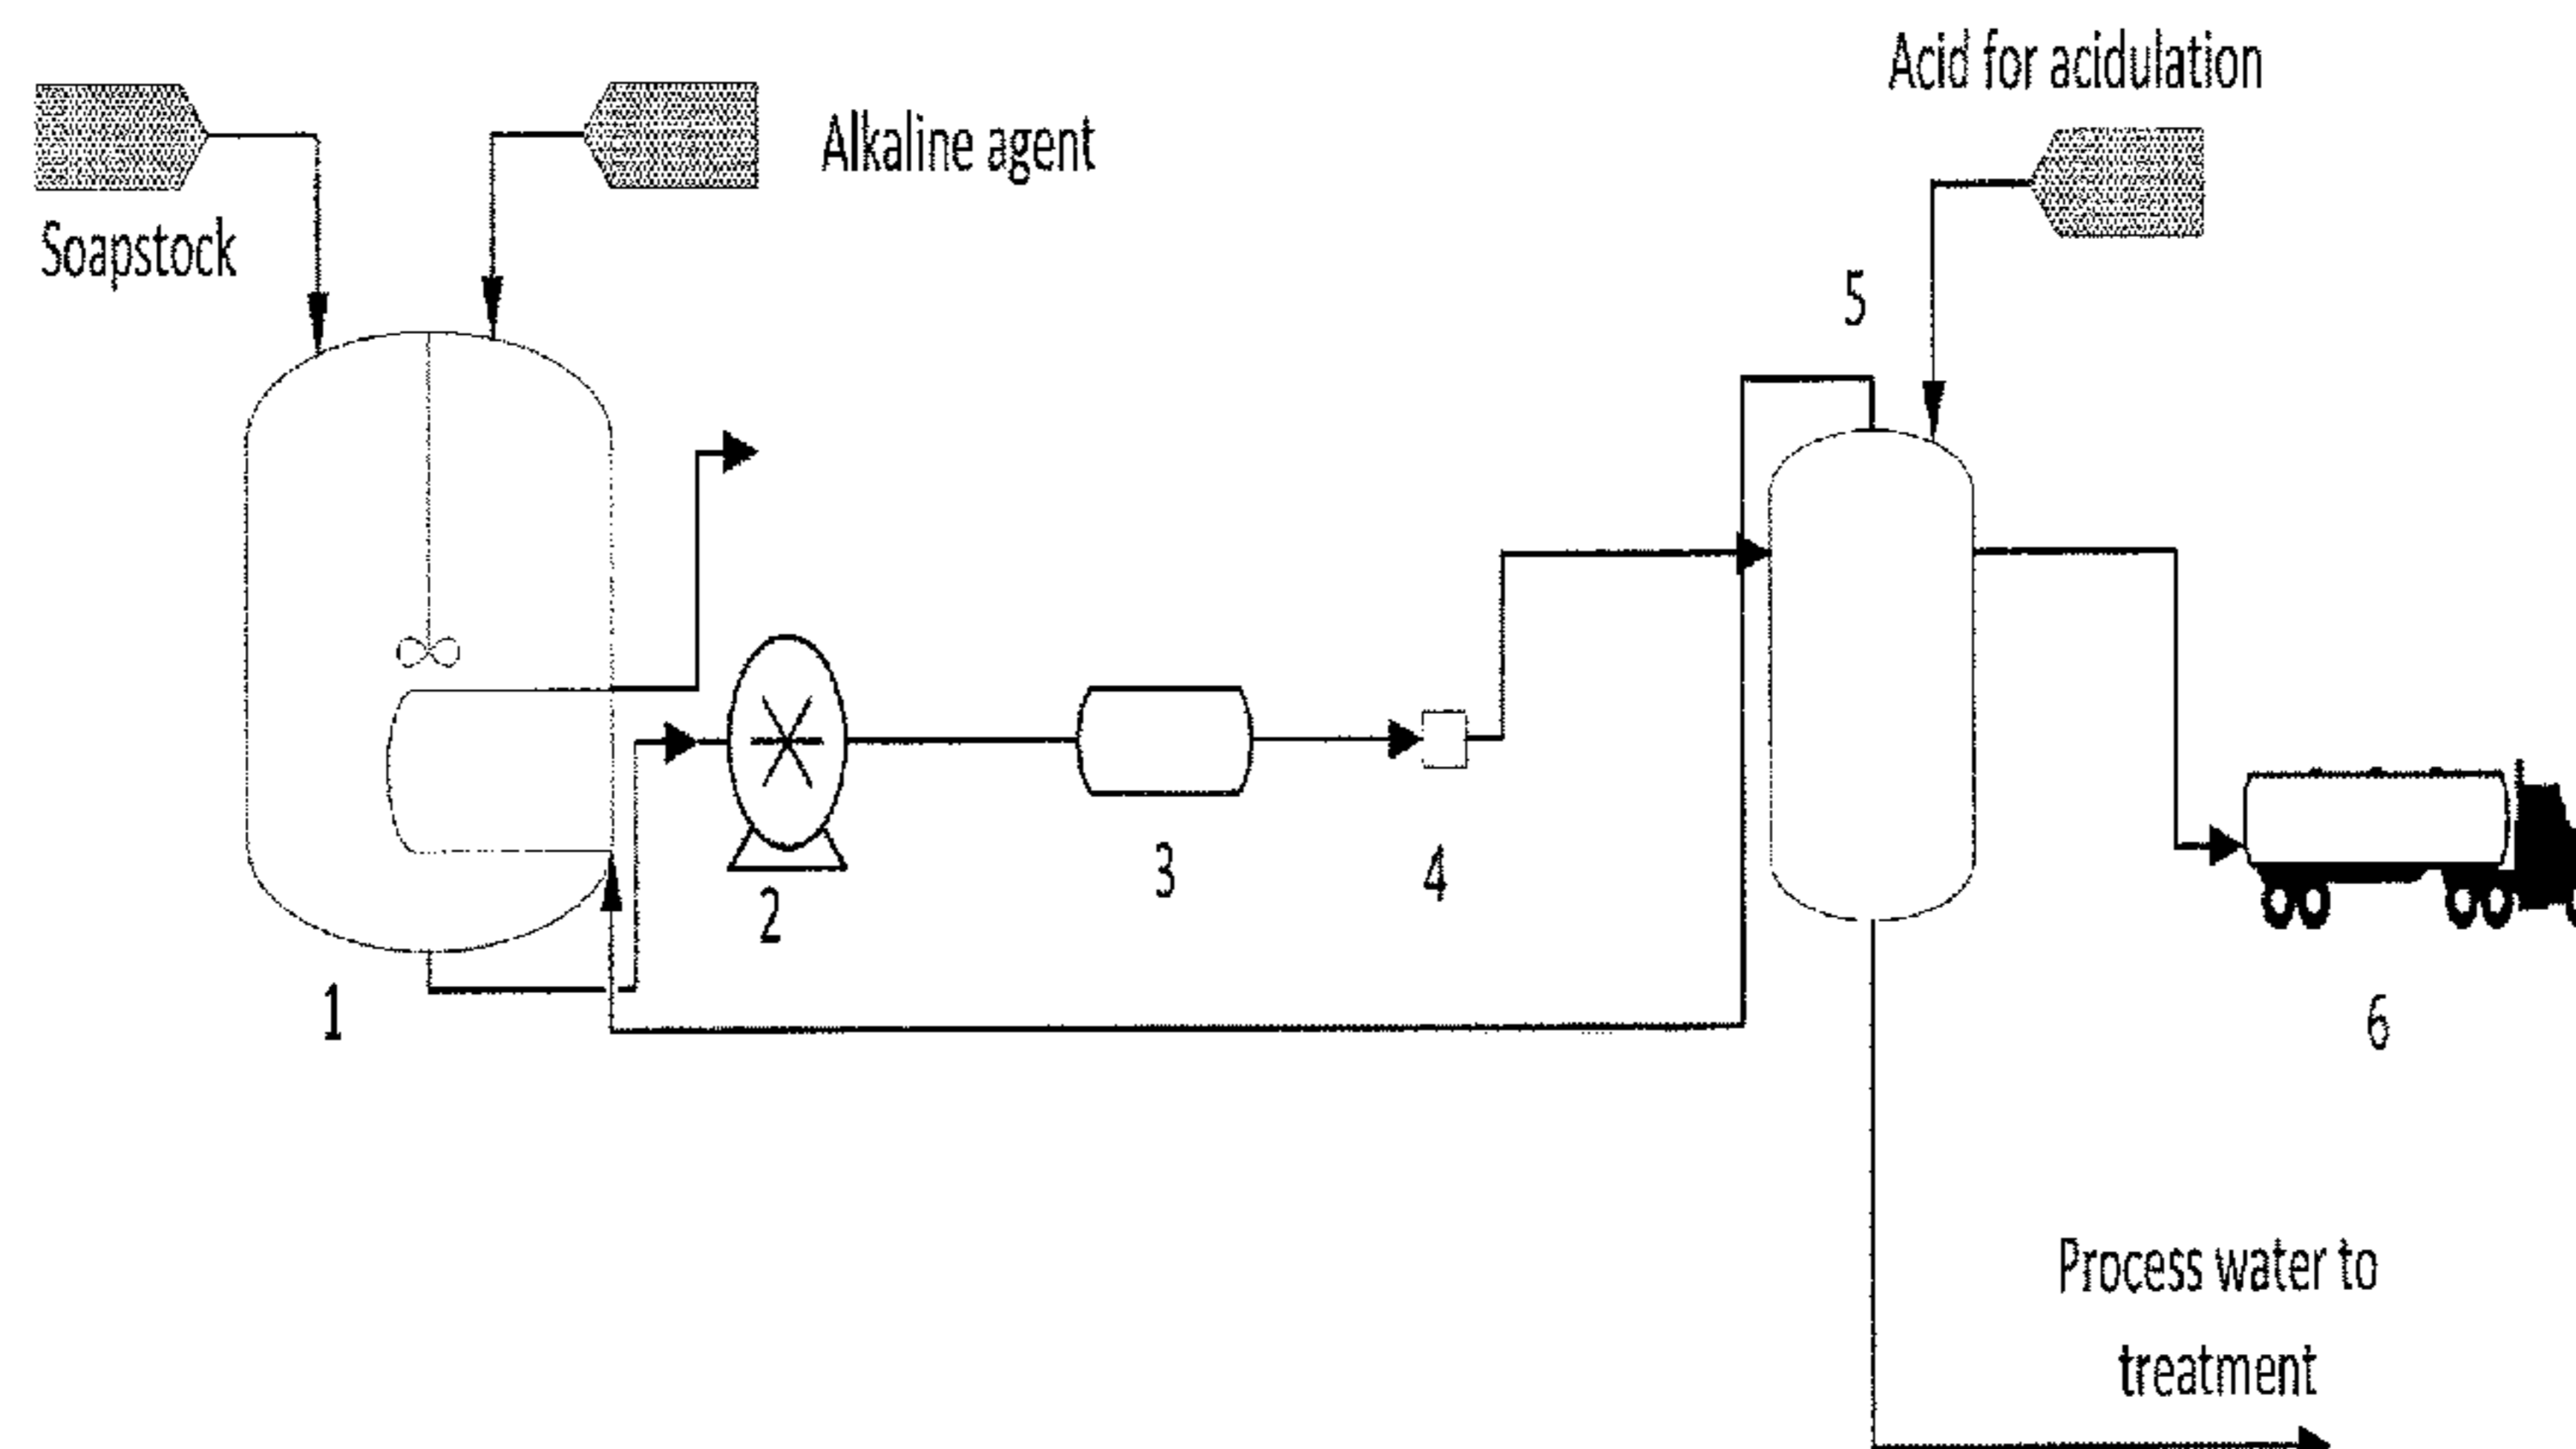 Acid for acidulation
Alkaline agent
Soapstock
5
3
4
2
1
6
Process water to
treatment